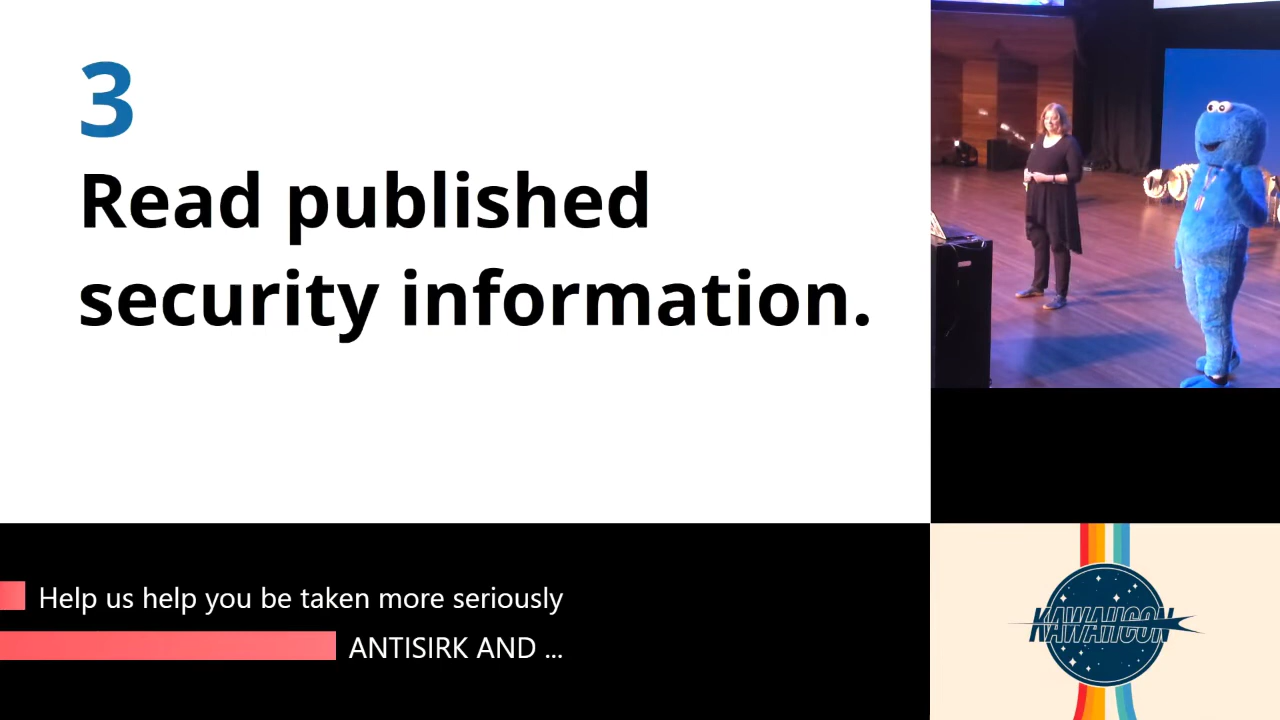 3
Read published
security information.
Help us help you be taken more seriously
ANTISIRK AND ...
KAWAIICON